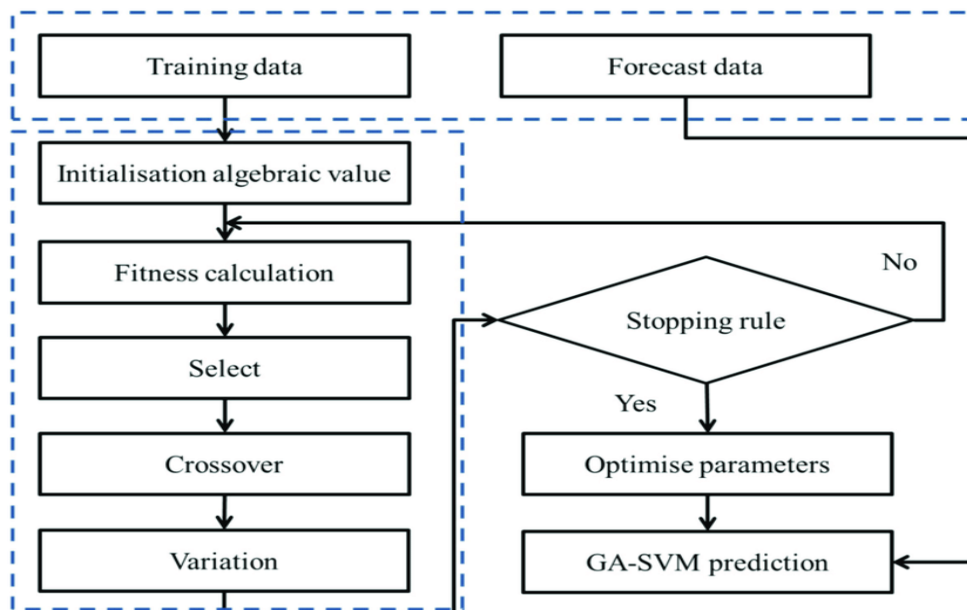 Training data
Forecast data
Initialisation algebraic value
Fitness calculation
No
Stopping rule
Select
Yes
Crossover
Optimise parameters
Variation
GA-SVM prediction